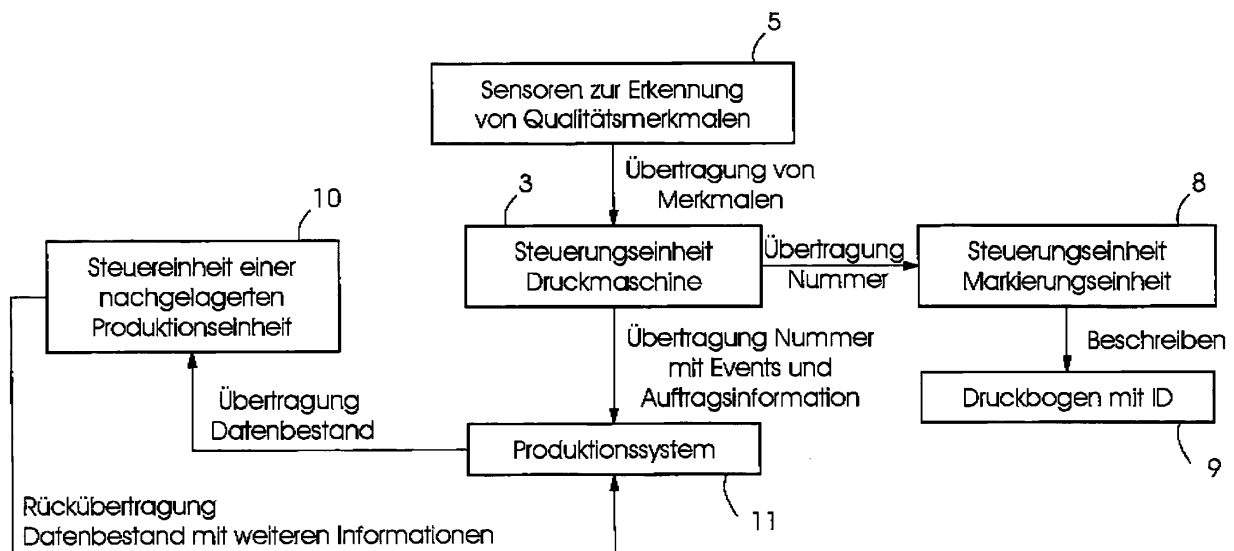 5
Sensoren zur Erkennung
von Qualitätsmerkmalen
Übertragung von
Merkmalen
3
Steuerungseinheit
Druckmaschine
Übertragung
Nummer
8
Steuerungseinheit
Markierungseinheit
10
Steuereinheit einer
nachgelagerten
Produktionseinheit
Übertragung Nummer
mit Events und
Auftragsinformation
Beschreiben
Druckbogen mit ID
9
Übertragung
Datenbestand
Produktionssystem
11
Rückübertragung
Datenbestand mit weiteren Informationen